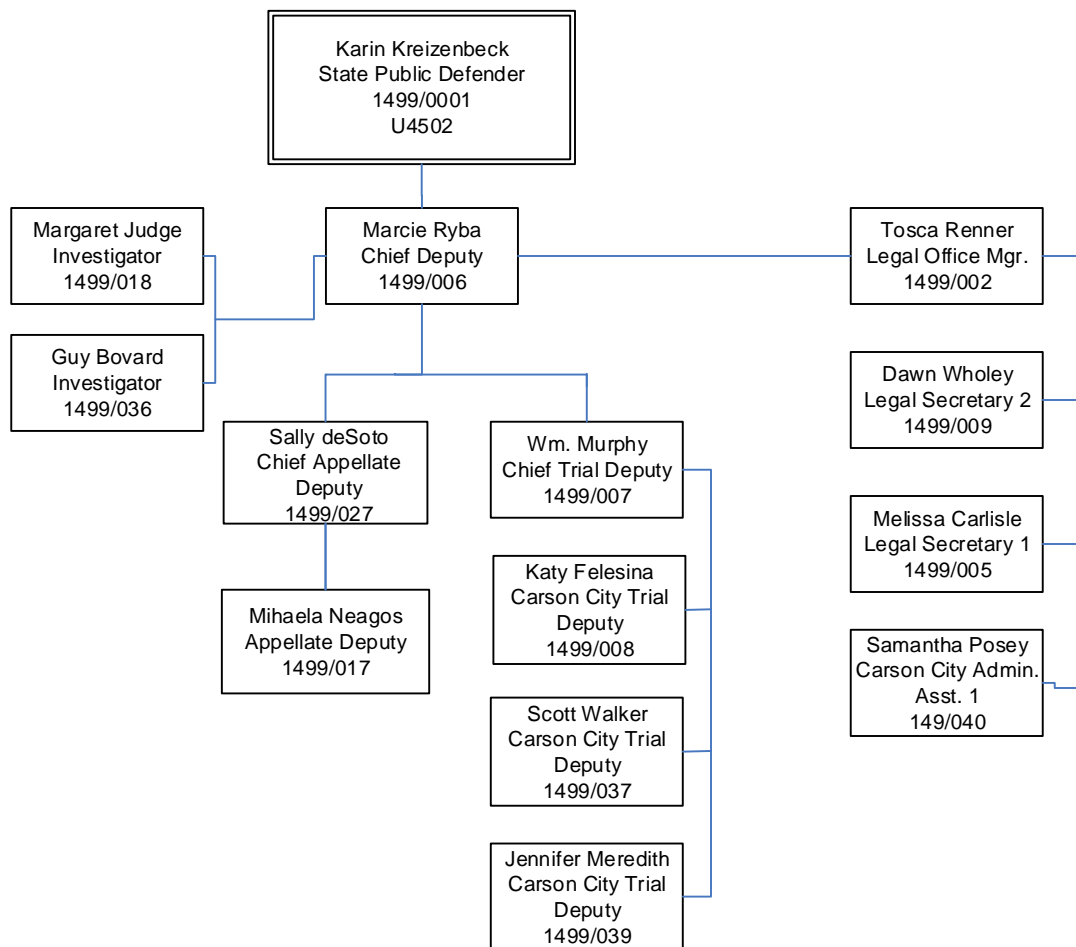 Karin Kreizenbeck
State Public Defender
1499/0001
U4502
Margaret Judge
Investigator
1499/018
Marcie Ryba
Chief Deputy
1499/006
Tosca Renner
Legal Office Mgr.
1499/002
Guy Bovard
Investigator
1499/036
Dawn Wholey
Legal Secretary 2
1499/009
Sally deSoto
Chief Appellate
Deputy
1499/027
Wm. Murphy
Chief Trial Deputy
1499/007
Melissa Carlisle
Legal Secretary 1
1499/005
Mihaela Neagos
Appellate Deputy
1499/017
Katy Felesina
Carson City Trial
Deputy
1499/008
Samantha Posey
Carson City Admin.
Asst. 1
149/040
Scott Walker
Carson City Trial
Deputy
1499/037
Jennifer Meredith
Carson City Trial
Deputy
1499/039